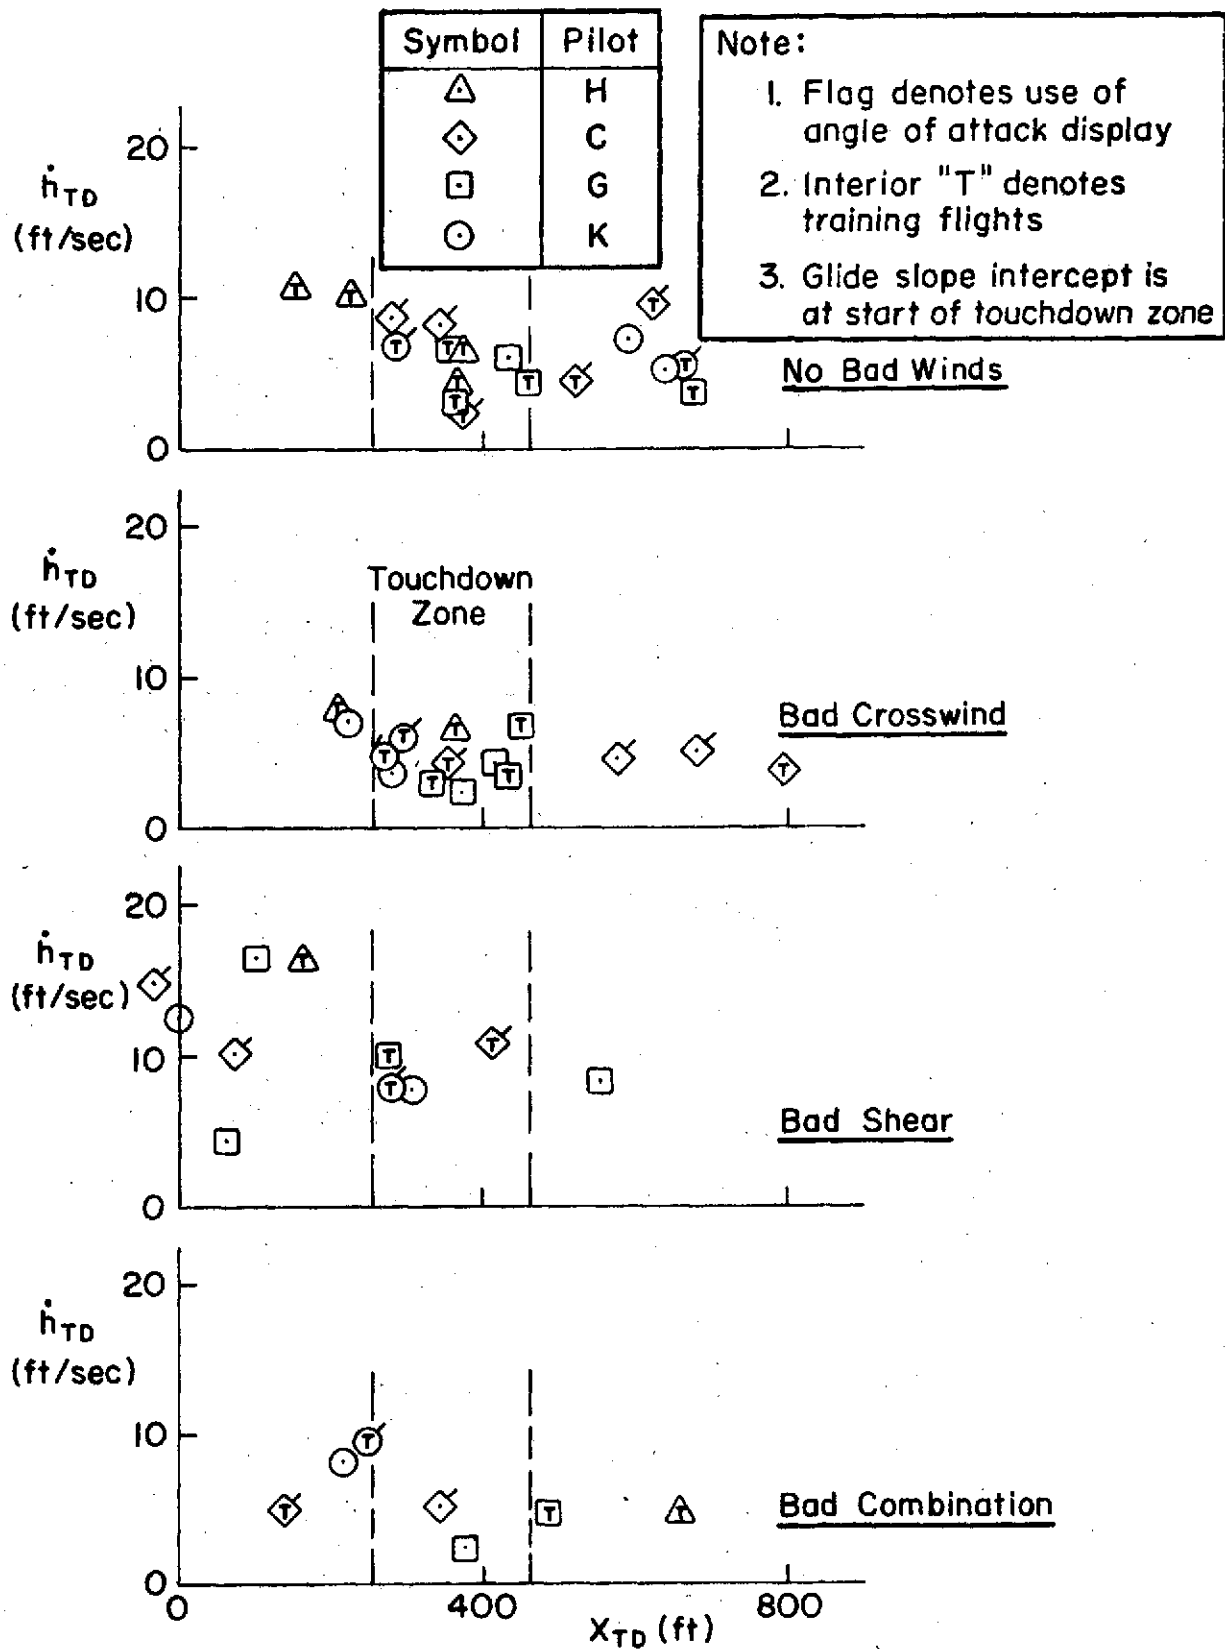 Symbol Pilot
H
C
G
K
Note:
1. Flag denotes use of
angle of attack display
2. Interior "T" denotes
training flights
3. Glide slope intercept is
at start of touchdown zone
20
ḣTD
(ft/sec)
10
0
T T T T T T T T T T T T T T
No Bad Winds
20
ḣTD
(ft/sec)
Touchdown
Zone
10
0
T T T T T T T T T
Bad Crosswind
20
ḣTD
(ft/sec)
10
0
T T T T
Bad Shear
20
ḣTD
(ft/sec)
10
0
T T T T
Bad Combination
0 400 800
XTD (ft)